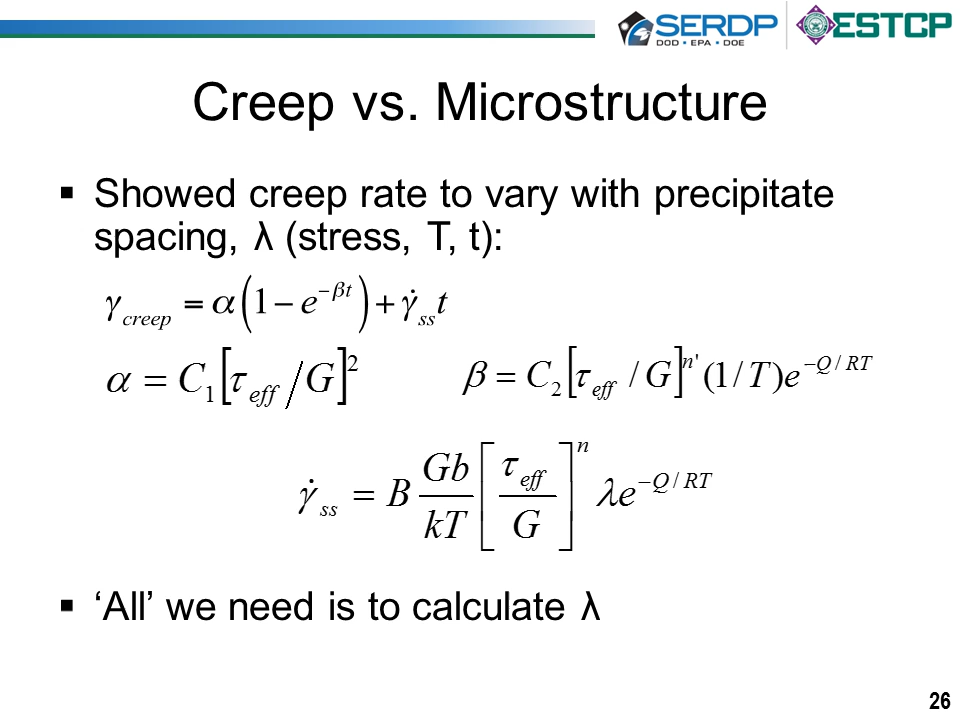 SERDP ESTCP
DOD • EPA • DOE
Creep vs. Microstructure
▪ Showed creep rate to vary with precipitate
spacing, λ (stress, T, t):
γ_creep = α(1 − e^{−βt}) + γ̇_ss t
α = C₁[τ_eff / G]² β = C₂[τ_eff / G]^{n'} (1/T)e^{−Q/RT}
γ̇_ss = B (Gb / kT) [τ_eff / G]^n λe^{−Q/RT}
▪ ‘All’ we need is to calculate λ
26